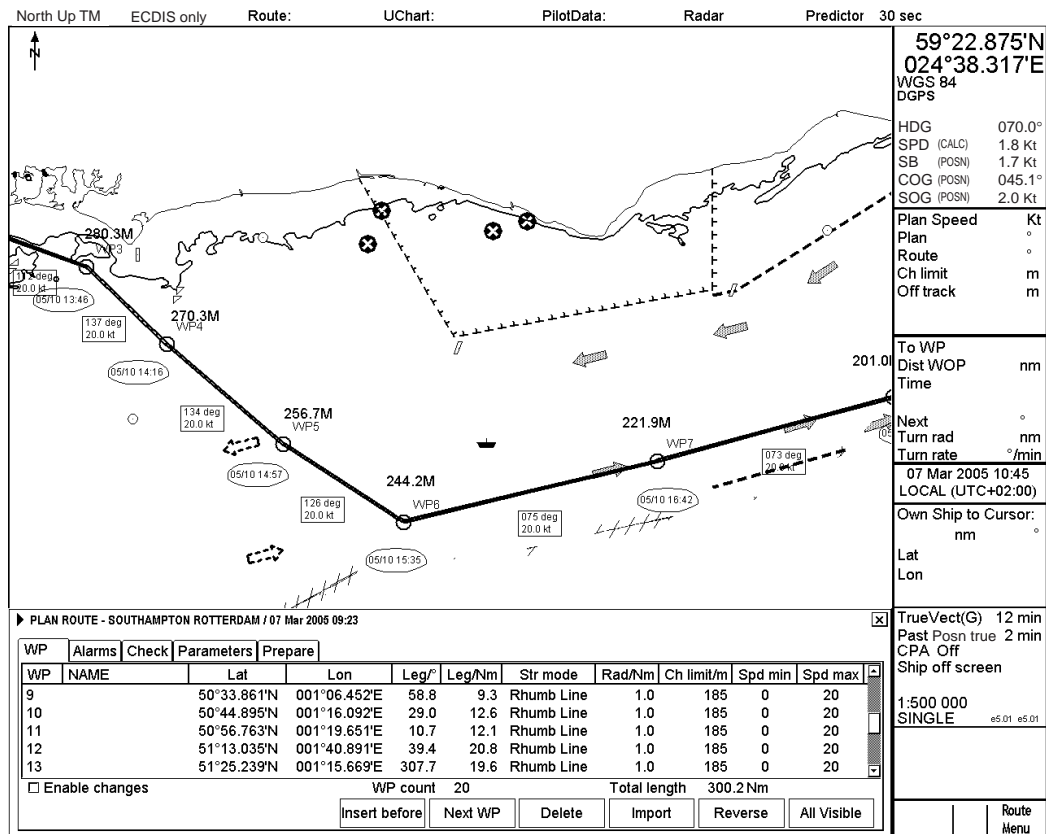 North Up TM ECDIS only Route: UChart: PilotData: Radar Predictor 30 sec
59°22.875'N
024°38.317'E
WGS 84
DGPS
HDG 070.0°
SPD (CALC) 1.8 Kt
SB (POSN) 1.7 Kt
COG (POSN) 045.1°
SOG (POSN) 2.0 Kt
Plan Speed Kt
Plan °
Route °
Ch limit m
Off track m
To WP
Dist WOP nm
Time
Next °
Turn rad nm
Turn rate °/min
07 Mar 2005 10:45
LOCAL (UTC+02:00)
Own Ship to Cursor:
nm °
Lat
Lon
TrueVect(G) 12 min
Past Posn true 2 min
CPA Off
Ship off screen
1:500 000
SINGLE e5.01 e5.01
Route
Menu
N
280.3M
WP3
20.0 kt
05/10 13:46
137 deg
20.0 kt
270.3M
WP4
05/10 14:16
134 deg
20.0 kt
256.7M
WP5
05/10 14:57
126 deg
20.0 kt
244.2M
WP6
05/10 15:35
075 deg
20.0 kt
221.9M
WP7
05/10 16:42
073 deg
20.0 kt
201.0
PLAN ROUTE - SOUTHAMPTON ROTTERDAM / 07 Mar 2005 09:23
WP Alarms Check Parameters Prepare
WP NAME Lat Lon Leg/° Leg/Nm Str mode Rad/Nm Ch limit/m Spd min Spd max
9 50°33.861'N 001°06.452'E 58.8 9.3 Rhumb Line 1.0 185 0 20
10 50°44.895'N 001°16.092'E 29.0 12.6 Rhumb Line 1.0 185 0 20
11 50°56.763'N 001°19.651'E 10.7 12.1 Rhumb Line 1.0 185 0 20
12 51°13.035'N 001°40.891'E 39.4 20.8 Rhumb Line 1.0 185 0 20
13 51°25.239'N 001°15.669'E 307.7 19.6 Rhumb Line 1.0 185 0 20
Enable changes WP count 20 Total length 300.2 Nm
Insert before Next WP Delete Import Reverse All Visible